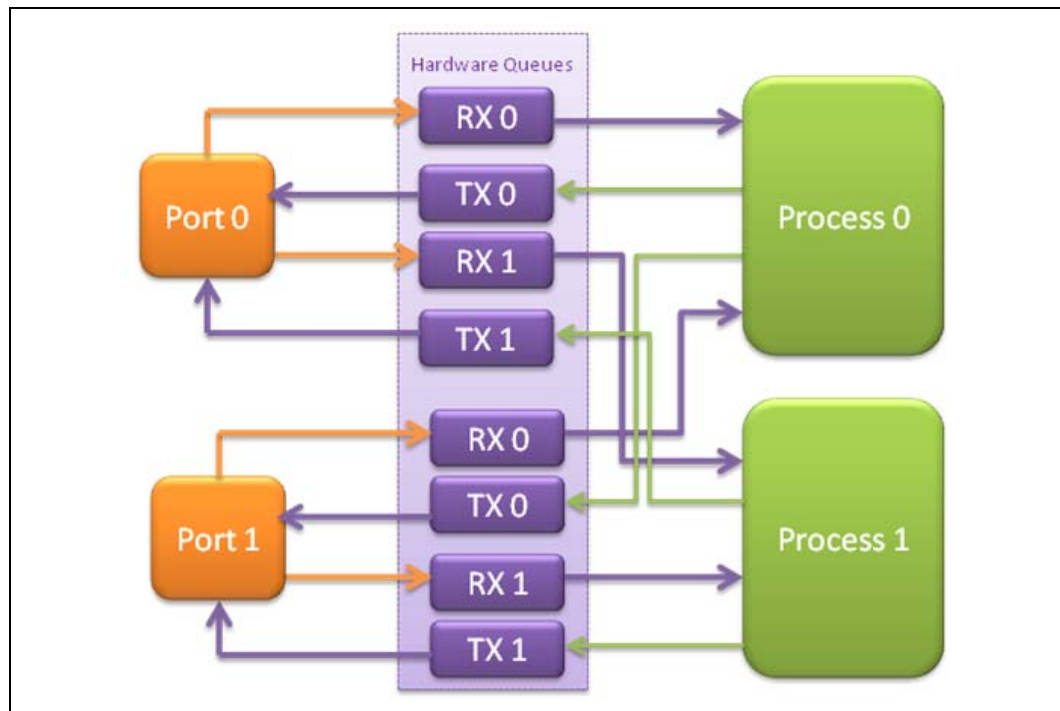 Hardware Queues
RX 0
TX 0
Port 0
RX 1
TX 1
Process 0
RX 0
TX 0
Port 1
RX 1
TX 1
Process 1